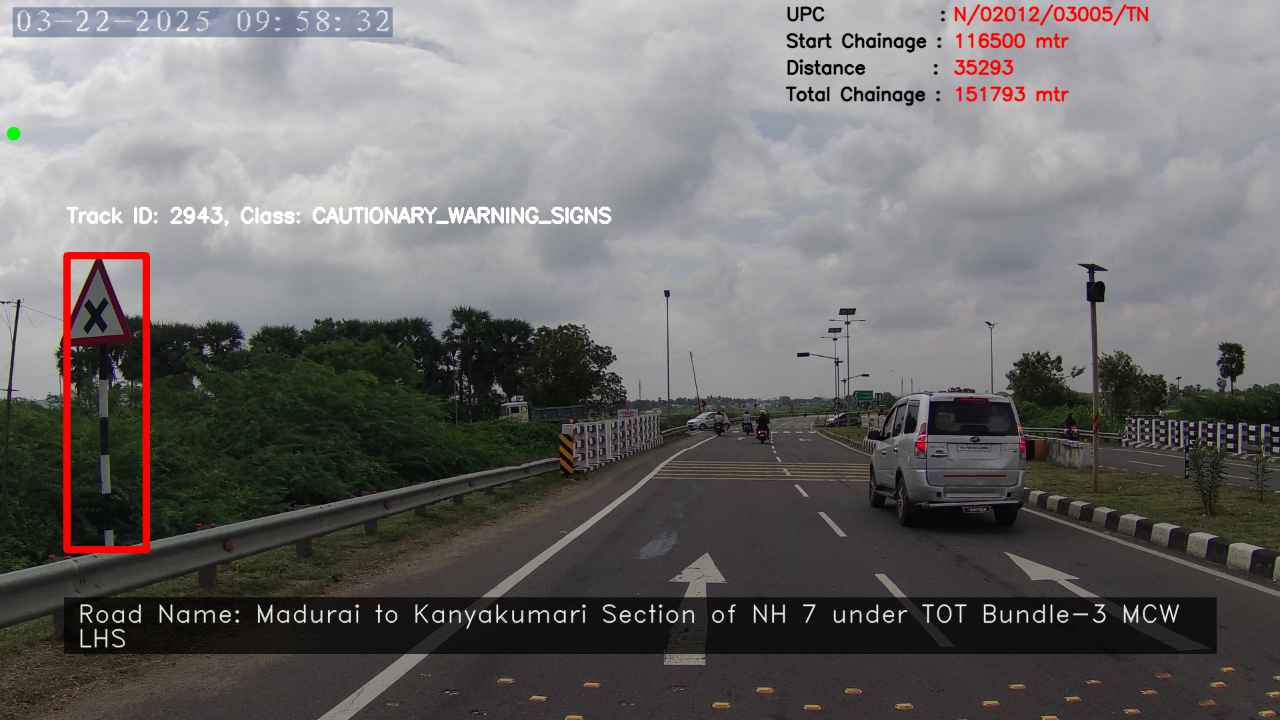 03-22-2025 09:58:32
UPC : N/02012/03005/TN
Start Chainage : 116500 mtr
Distance : 35293
Total Chainage : 151793 mtr
Track ID: 2943, Class: CAUTIONARY_WARNING_SIGNS
Road Name: Madurai to Kanyakumari Section of NH 7 under TOT Bundle-3 MCW
LHS